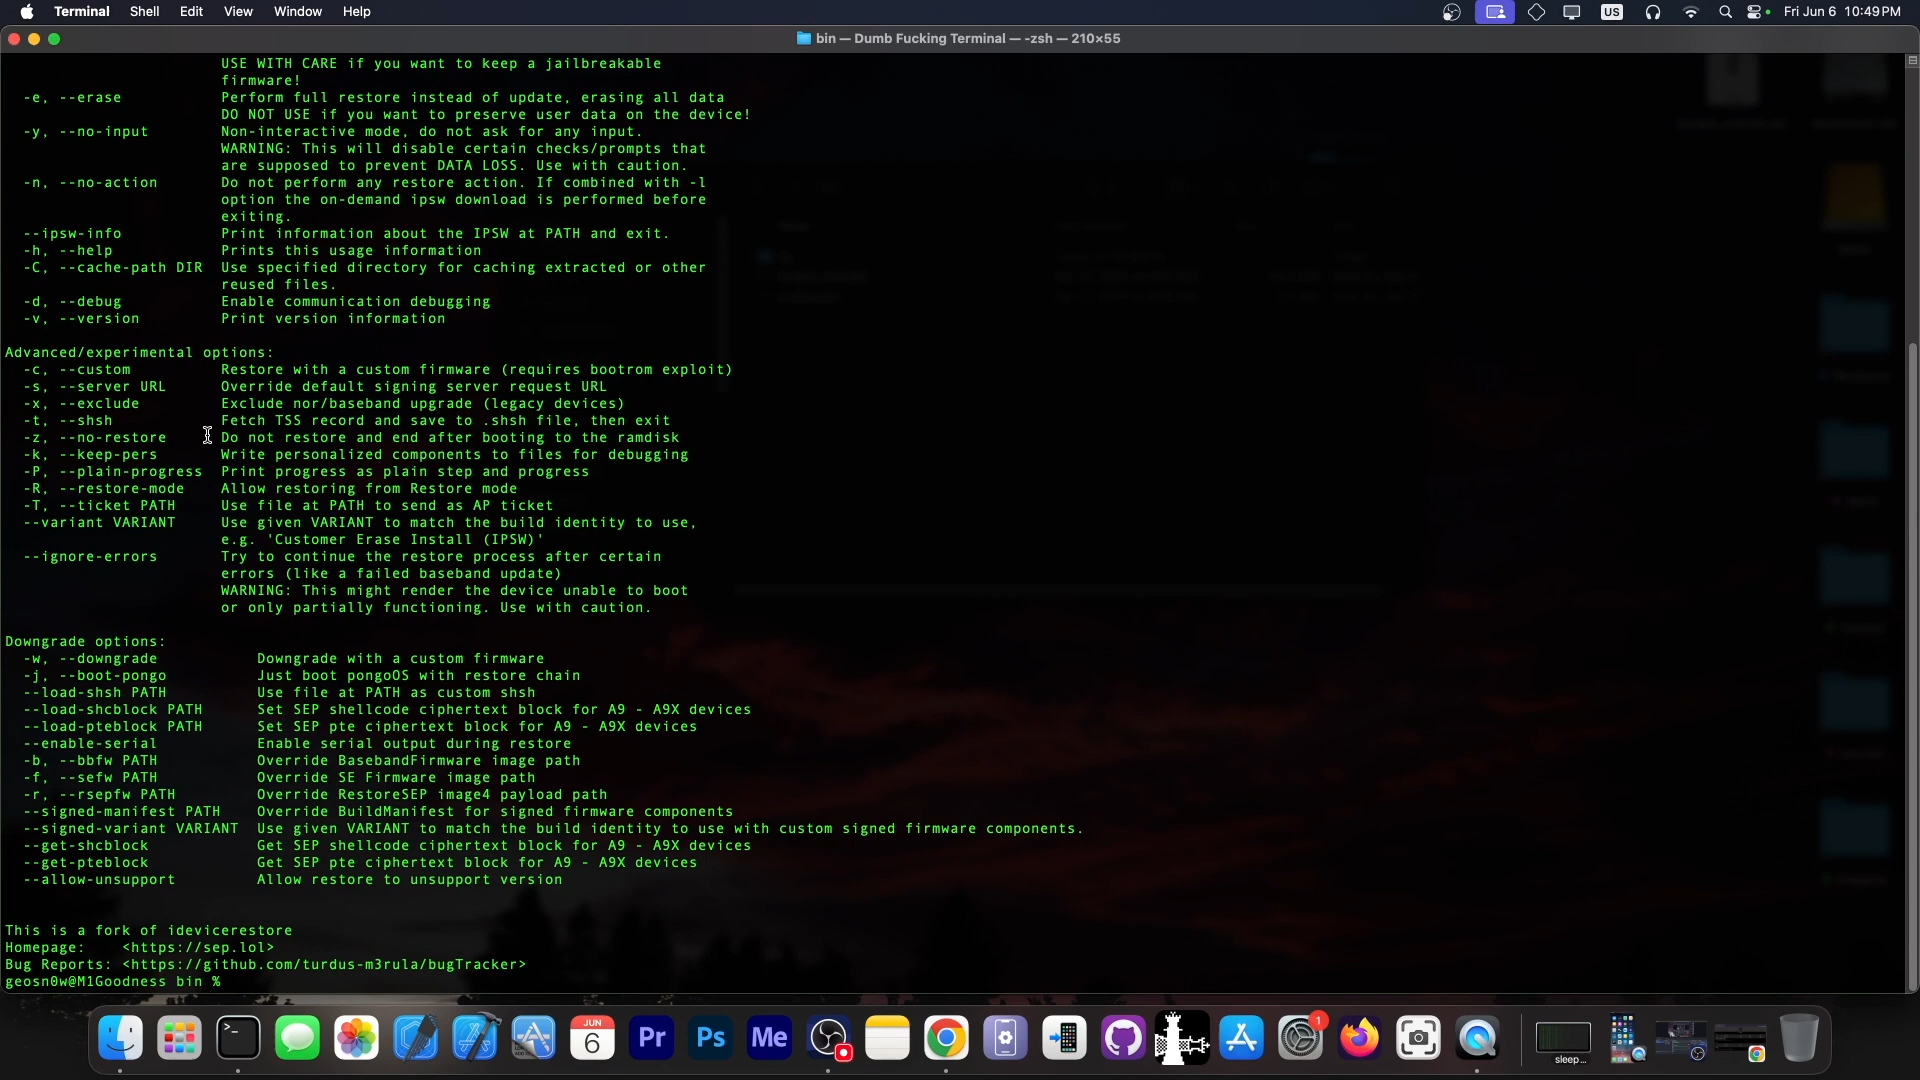 Terminal Shell Edit View Window Help US Fri Jun 6 10:49 PM
bin — Dumb Fucking Terminal — -zsh — 210×55
USE WITH CARE if you want to keep a jailbreakable
firmware!
-e, --erase Perform full restore instead of update, erasing all data
DO NOT USE if you want to preserve user data on the device!
-y, --no-input Non-interactive mode, do not ask for any input.
WARNING: This will disable certain checks/prompts that
are supposed to prevent DATA LOSS. Use with caution.
-n, --no-action Do not perform any restore action. If combined with -l
option the on-demand ipsw download is performed before
exiting.
--ipsw-info Print information about the IPSW at PATH and exit.
-h, --help Prints this usage information
-C, --cache-path DIR Use specified directory for caching extracted or other
reused files.
-d, --debug Enable communication debugging
-v, --version Print version information
Advanced/experimental options:
-c, --custom Restore with a custom firmware (requires bootrom exploit)
-s, --server URL Override default signing server request URL
-x, --exclude Exclude nor/baseband upgrade (legacy devices)
-t, --shsh Fetch TSS record and save to .shsh file, then exit
-z, --no-restore Do not restore and end after booting to the ramdisk
-k, --keep-pers Write personalized components to files for debugging
-P, --plain-progress Print progress as plain step and progress
-R, --restore-mode Allow restoring from Restore mode
-T, --ticket PATH Use file at PATH to send as AP ticket
--variant VARIANT Use given VARIANT to match the build identity to use,
e.g. 'Customer Erase Install (IPSW)'
--ignore-errors Try to continue the restore process after certain
errors (like a failed baseband update)
WARNING: This might render the device unable to boot
or only partially functioning. Use with caution.
Downgrade options:
-w, --downgrade Downgrade with a custom firmware
-j, --boot-pongo Just boot pongoOS with restore chain
--load-shsh PATH Use file at PATH as custom shsh
--load-shcblock PATH Set SEP shellcode ciphertext block for A9 - A9X devices
--load-pteblock PATH Set SEP pte ciphertext block for A9 - A9X devices
--enable-serial Enable serial output during restore
-b, --bbfw PATH Override BasebandFirmware image path
-f, --sefw PATH Override SE Firmware image path
-r, --rsepfw PATH Override RestoreSEP image4 payload path
--signed-manifest PATH Override BuildManifest for signed firmware components
--signed-variant VARIANT Use given VARIANT to match the build identity to use with custom signed firmware components.
--get-shcblock Get SEP shellcode ciphertext block for A9 - A9X devices
--get-pteblock Get SEP pte ciphertext block for A9 - A9X devices
--allow-unsupport Allow restore to unsupport version
This is a fork of idevicerestore
Homepage: <https://sep.lol>
Bug Reports: <https://github.com/turdus-m3rula/bugTracker>
geosn0w@M1Goodness bin %
JUN
6
Pr
Ps
Me
1
sleep...